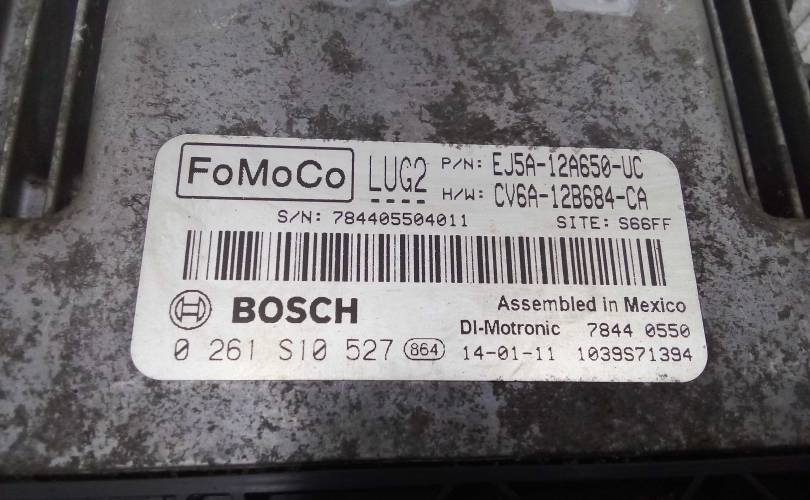 FoMoCo LUG2 P/N: EJ5A-12A650-UC
H/W: CV6A-12B684-CA
S/N: 784405504011 SITE: S66FF
BOSCH Assembled in Mexico
DI-Motronic 7844 0550
0 261 S10 527 864 14-01-11 1039S71394